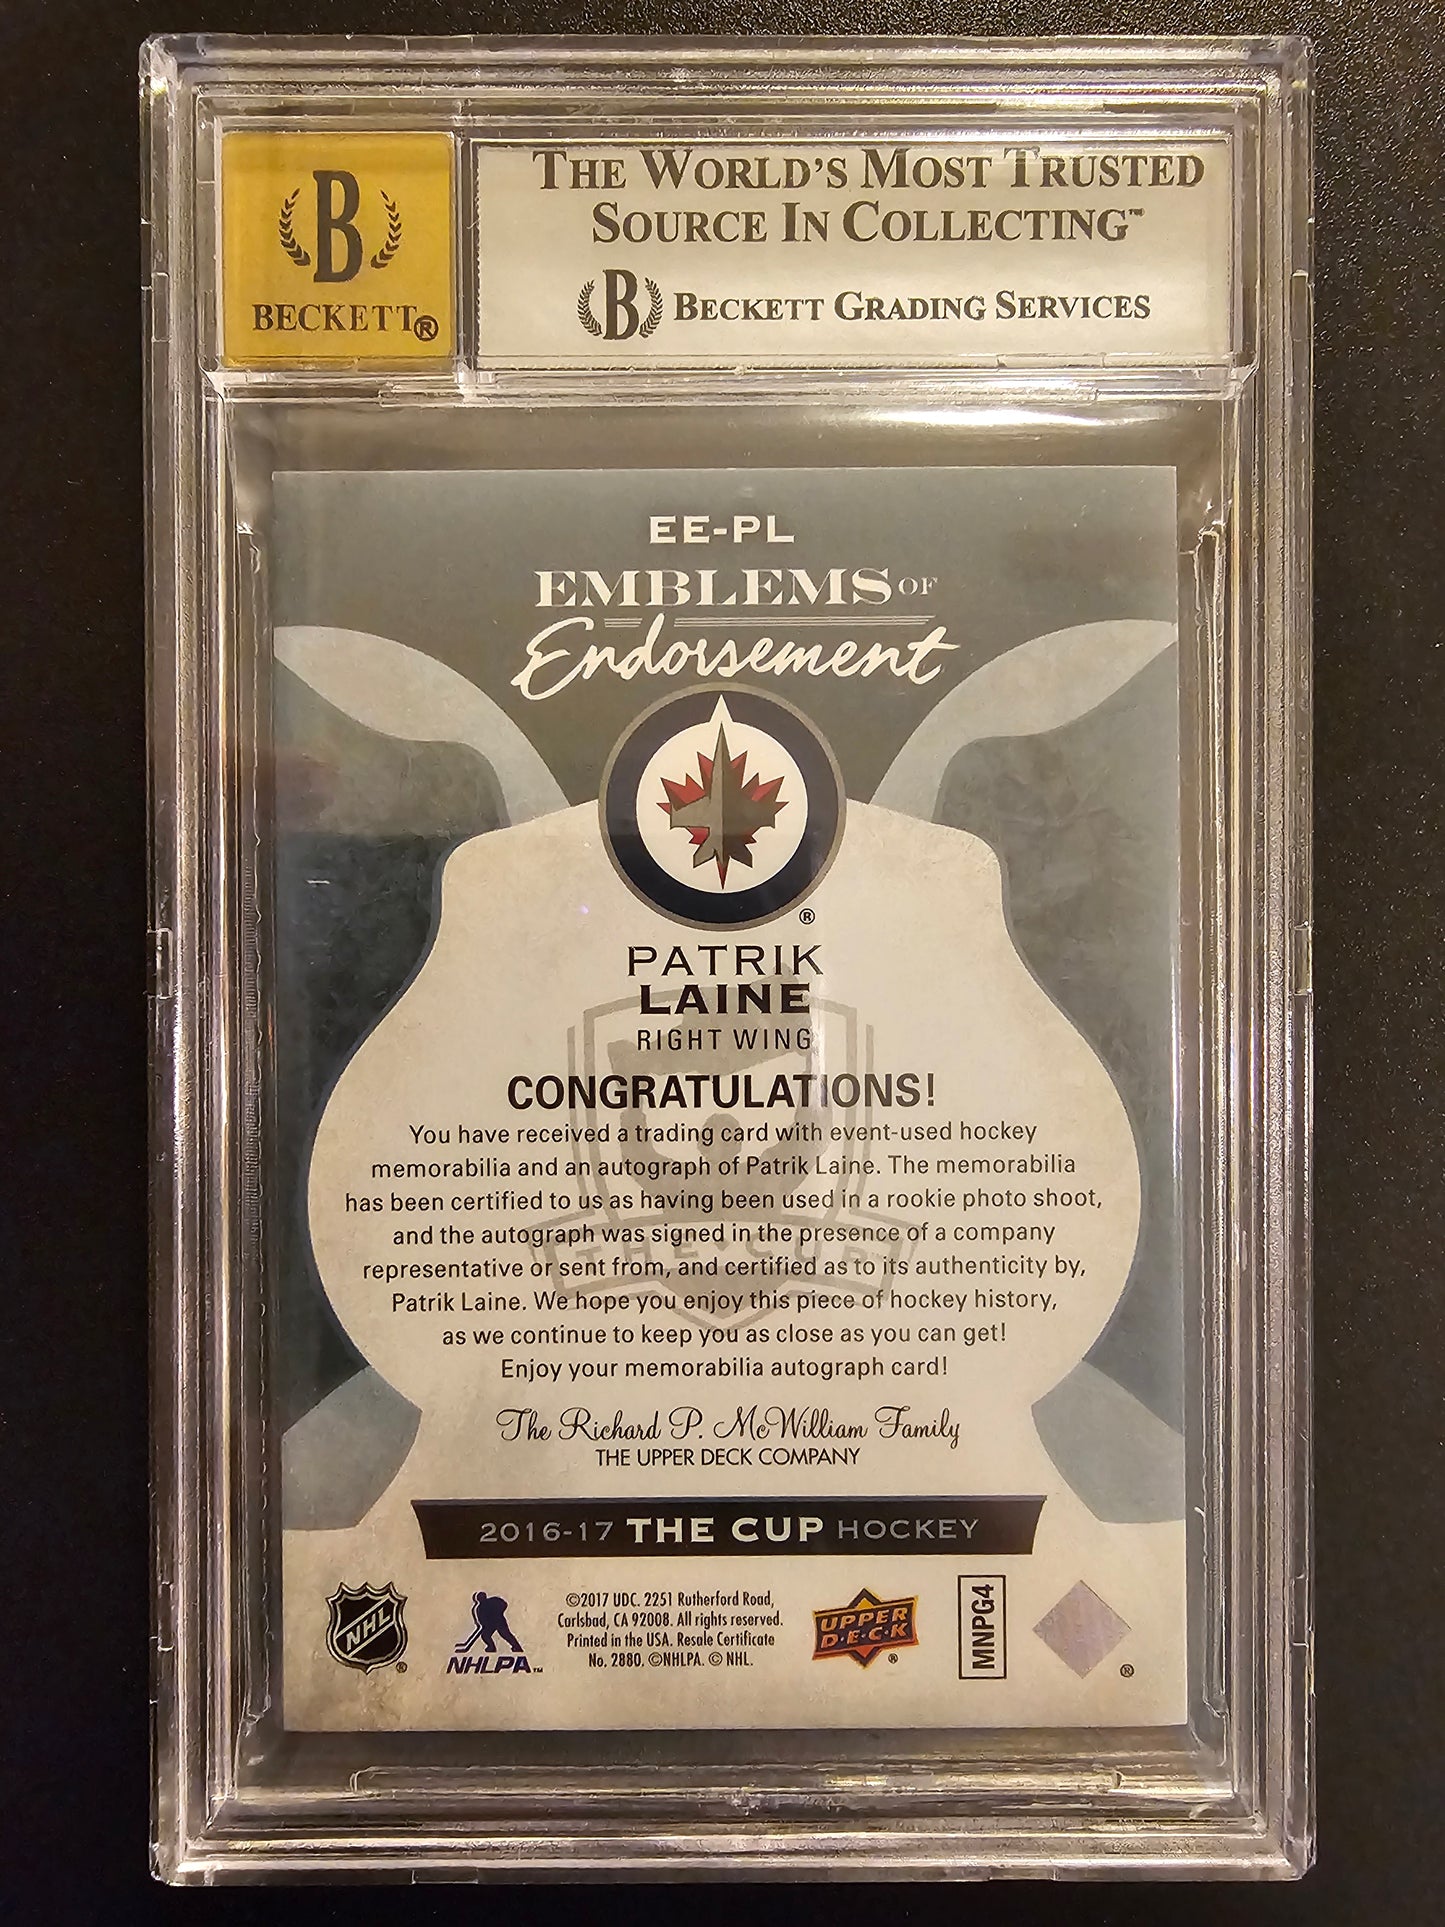 THE WORLD'S MOST TRUSTED
SOURCE IN COLLECTING™
B
BECKETT®
B BECKETT GRADING SERVICES
EE-PL
EMBLEMS OF
Endorsement
®
PATRIK
LAINE
RIGHT WING
CONGRATULATIONS!
You have received a trading card with event-used hockey
memorabilia and an autograph of Patrik Laine. The memorabilia
has been certified to us as having been used in a rookie photo shoot,
and the autograph was signed in the presence of a company
representative or sent from, and certified as to its authenticity by,
Patrik Laine. We hope you enjoy this piece of hockey history,
as we continue to keep you as close as you can get!
Enjoy your memorabilia autograph card!
THE CUP
The Richard P. McWilliam Family
THE UPPER DECK COMPANY
2016-17 THE CUP HOCKEY
NHL®
NHLPA™
©2017 UDC. 2251 Rutherford Road,
Carlsbad, CA 92008. All rights reserved.
Printed in the USA. Resale Certificate
No. 2880. ©NHLPA. © NHL.
UPPER
D·E·C·K®
MNPG4
®